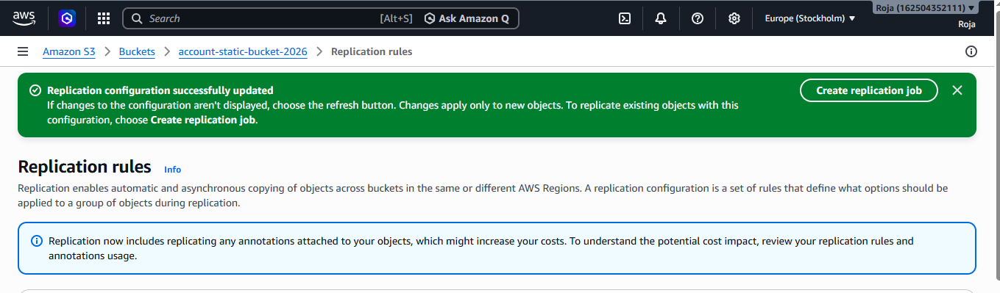 aws
Search [Alt+S] Ask Amazon Q
Europe (Stockholm)
Roja (162504352111)
Roja
Amazon S3 Buckets account-static-bucket-2026 Replication rules
Replication configuration successfully updated
If changes to the configuration aren't displayed, choose the refresh button. Changes apply only to new objects. To replicate existing objects with this
configuration, choose Create replication job.
Create replication job
Replication rules Info
Replication enables automatic and asynchronous copying of objects across buckets in the same or different AWS Regions. A replication configuration is a set of rules that define what options should be
applied to a group of objects during replication.
Replication now includes replicating any annotations attached to your objects, which might increase your costs. To understand the potential cost impact, review your replication rules and
annotations usage.